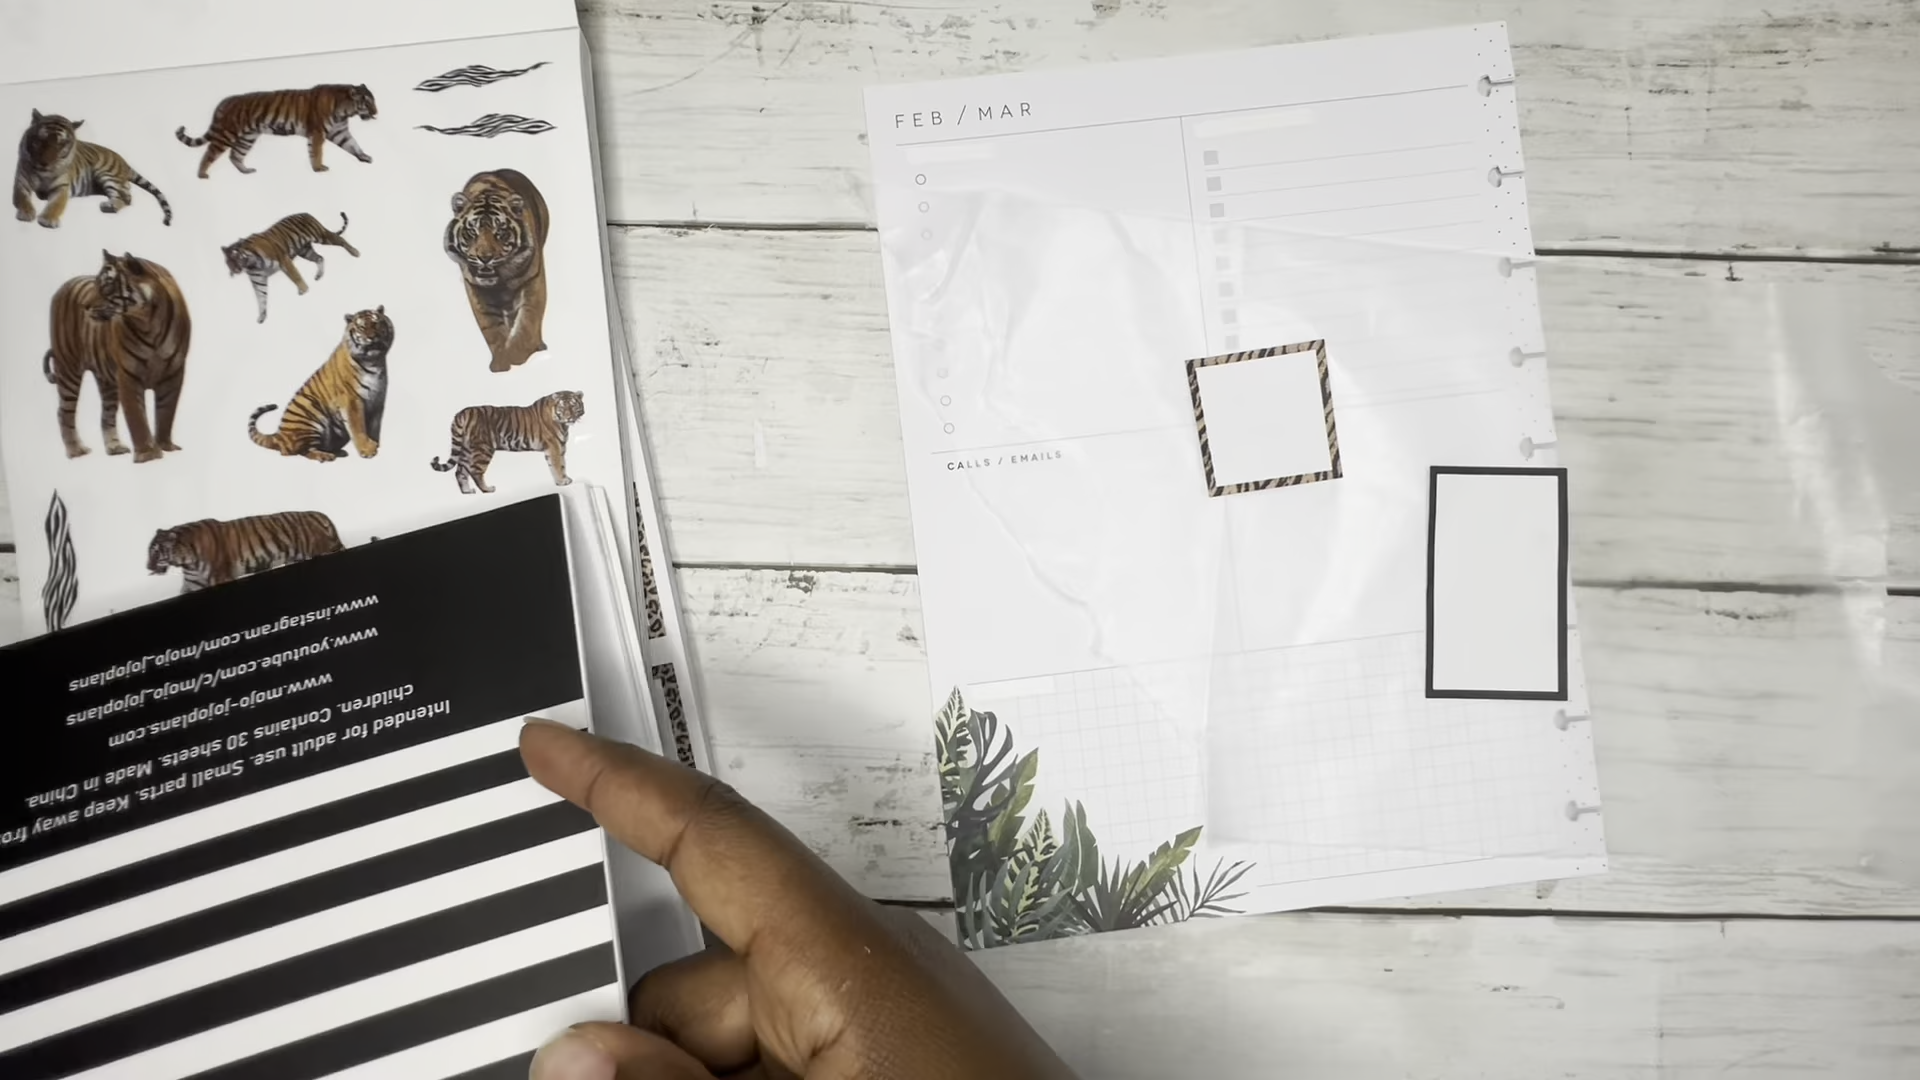 FEB / MAR
CALLS / EMAILS
Intended for adult use. Small parts. Keep away fro
children. Contains 30 sheets. Made in China.
www.mojo-jojoplans.com
www.youtube.com/c/mojo_jojoplans
www.instagram.com/mojo_jojoplans